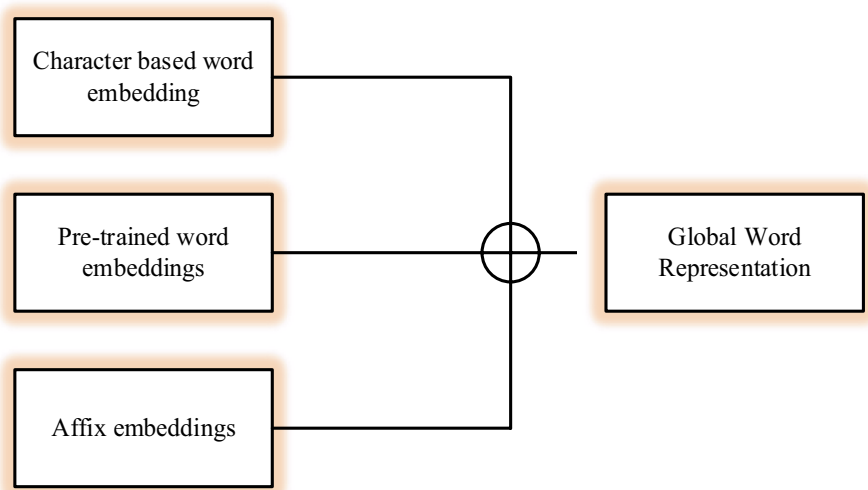 Character based word
embedding
Pre-trained word
embeddings
Affix embeddings
Global Word
Representation